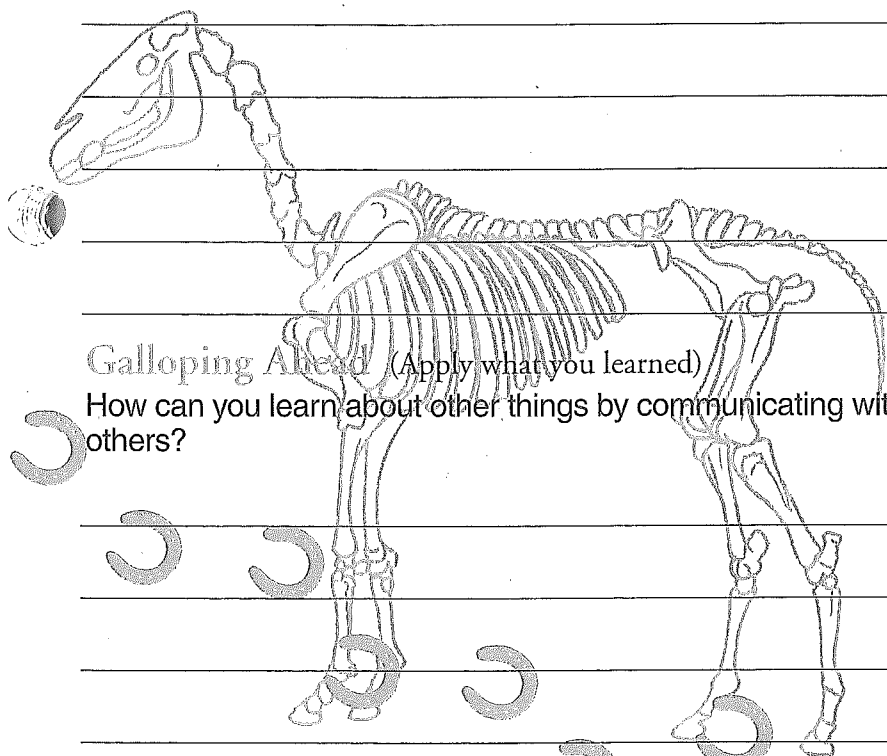 Galloping Ahead (Apply what you learned)
How can you learn about other things by communicating wit
others?